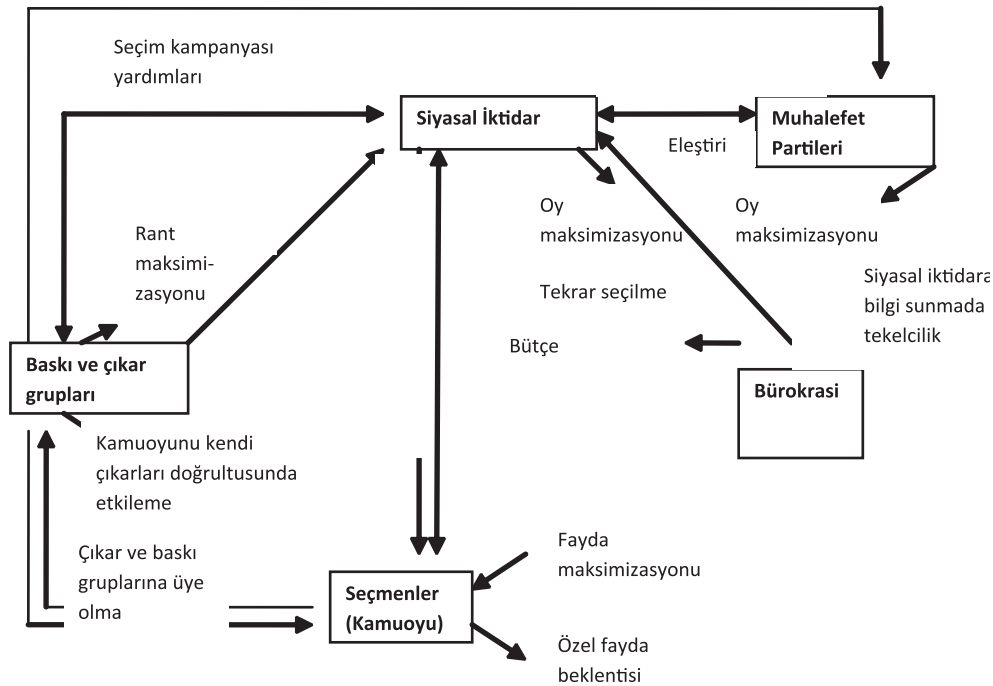 Seçim kampanyası
yardımları
Siyasal İktidar
Muhalefet
Partileri
Eleştiri
Oy
maksimizasyonu
Tekrar seçilme
Oy
maksimizasyonu
Siyasal iktidara
bilgi sunmada
tekelcilik
Rant
maksimi-
zasyonu
Bütçe
Baskı ve çıkar
grupları
Bürokrasi
Kamuoyunu kendi
çıkarları doğrultusunda
etkileme
Çıkar ve baskı
gruplarına üye
olma
Seçmenler
(Kamuoyu)
Fayda
maksimizasyonu
Özel fayda
beklentisi